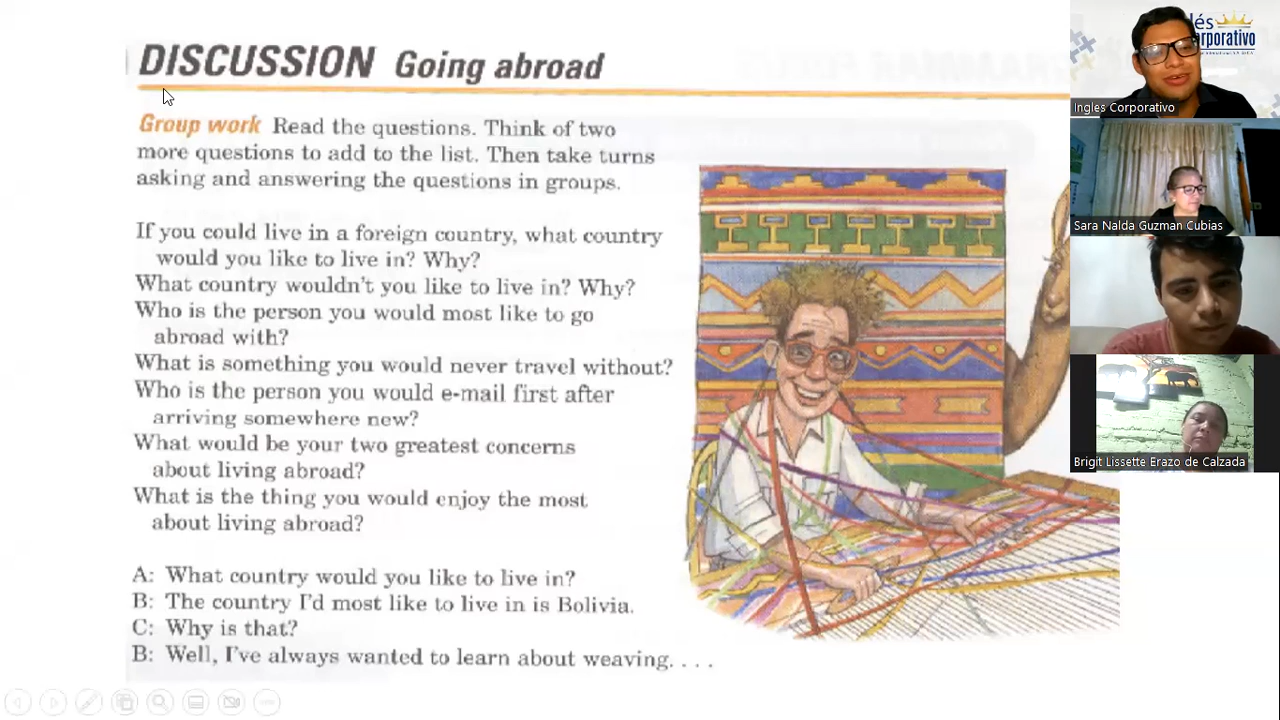 DISCUSSION Going abroad
Group work Read the questions. Think of two
more questions to add to the list. Then take turns
asking and answering the questions in groups.
If you could live in a foreign country, what country
would you like to live in? Why?
What country wouldn't you like to live in? Why?
Who is the person you would most like to go
abroad with?
What is something you would never travel without?
Who is the person you would e-mail first after
arriving somewhere new?
What would be your two greatest concerns
about living abroad?
What is the thing you would enjoy the most
about living abroad?
A: What country would you like to live in?
B: The country I'd most like to live in is Bolivia.
C: Why is that?
B: Well, I've always wanted to learn about weaving. . . .
Ingles Corporativo
Sara Nalda Guzman Cubias
Brigit Lissette Erazo de Calzada